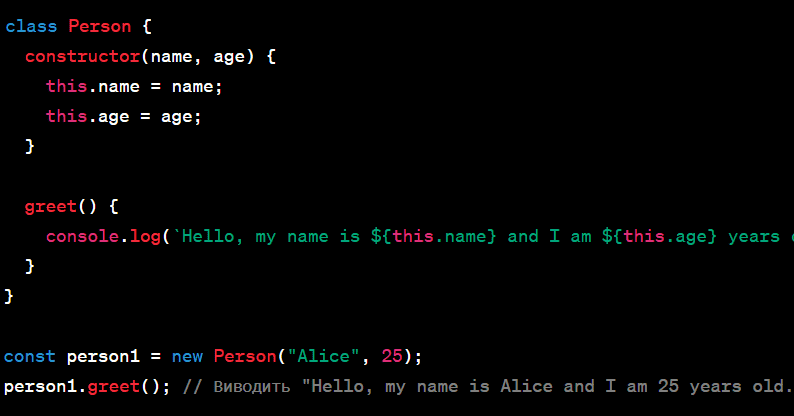 class Person {
  constructor(name, age) {
    this.name = name;
    this.age = age;
  }
  greet() {
    console.log(`Hello, my name is ${this.name} and I am ${this.age} years
  }
}
const person1 = new Person("Alice", 25);
person1.greet(); // Виводить "Hello, my name is Alice and I am 25 years old.